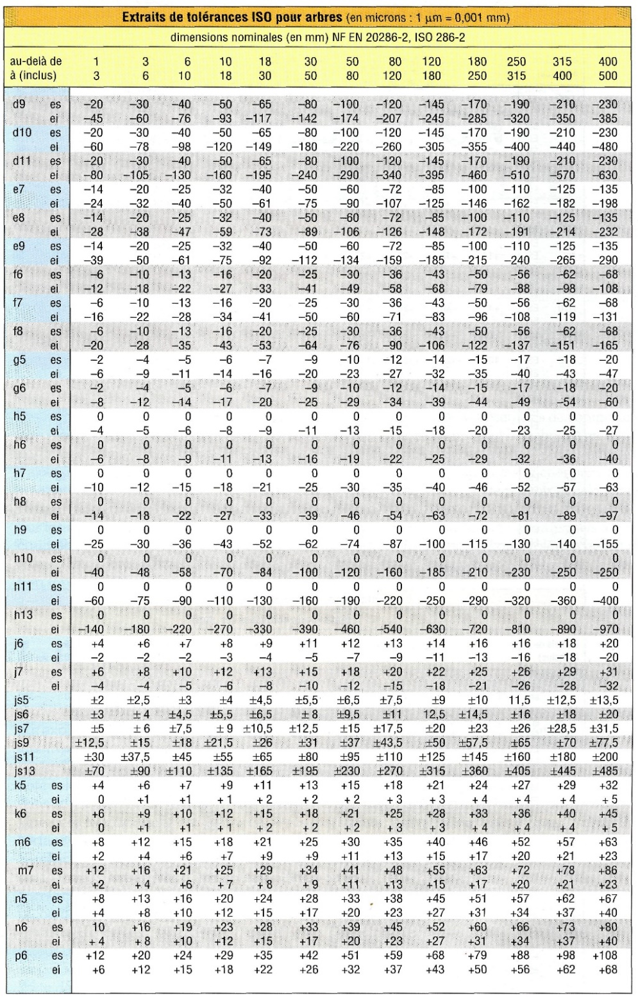 Extraits de tolérances ISO pour arbres (en microns : 1 µm = 0,001 mm)
dimensions nominales (en mm) NF EN 20286-2, ISO 286-2
au-delà de 1 3 6 10 18 30 50 80 120 180 250 315 400
à (inclus) 3 6 10 18 30 50 80 120 180 250 315 400 500
d9 es –20 –30 –40 –50 –65 –80 –100 –120 –145 –170 –190 –210 –230
ei –45 –60 –76 –93 –117 –142 –174 –207 –245 –285 –320 –350 –385
d10 es –20 –30 –40 –50 –65 –80 –100 –120 –145 –170 –190 –210 –230
ei –60 –78 –98 –120 –149 –180 –220 –260 –305 –355 –400 –440 –480
d11 es –20 –30 –40 –50 –65 –80 –100 –120 –145 –170 –190 –210 –230
ei –80 –105 –130 –160 –195 –240 –290 –340 –395 –460 –510 –570 –630
e7 es –14 –20 –25 –32 –40 –50 –60 –72 –85 –100 –110 –125 –135
ei –24 –32 –40 –50 –61 –75 –90 –107 –125 –146 –162 –182 –198
e8 es –14 –20 –25 –32 –40 –50 –60 –72 –85 –100 –110 –125 –135
ei –28 –38 –47 –59 –73 –89 –106 –126 –148 –172 –191 –214 –232
e9 es –14 –20 –25 –32 –40 –50 –60 –72 –85 –100 –110 –125 –135
ei –39 –50 –61 –75 –92 –112 –134 –159 –185 –215 –240 –265 –290
f6 es –6 –10 –13 –16 –20 –25 –30 –36 –43 –50 –56 –62 –68
ei –12 –18 –22 –27 –33 –41 –49 –58 –68 –79 –88 –98 –108
f7 es –6 –10 –13 –16 –20 –25 –30 –36 –43 –50 –56 –62 –68
ei –16 –22 –28 –34 –41 –50 –60 –71 –83 –96 –108 –119 –131
f8 es –6 –10 –13 –16 –20 –25 –30 –36 –43 –50 –56 –62 –68
ei –20 –28 –35 –43 –53 –64 –76 –90 –106 –122 –137 –151 –165
g5 es –2 –4 –5 –6 –7 –9 –10 –12 –14 –15 –17 –18 –20
ei –6 –9 –11 –14 –16 –20 –23 –27 –32 –35 –40 –43 –47
g6 es –2 –4 –5 –6 –7 –9 –10 –12 –14 –15 –17 –18 –20
ei –8 –12 –14 –17 –20 –25 –29 –34 –39 –44 –49 –54 –60
h5 es 0 0 0 0 0 0 0 0 0 0 0 0 0
ei –4 –5 –6 –8 –9 –11 –13 –15 –18 –20 –23 –25 –27
h6 es 0 0 0 0 0 0 0 0 0 0 0 0 0
ei –6 –8 –9 –11 –13 –16 –19 –22 –25 –29 –32 –36 –40
h7 es 0 0 0 0 0 0 0 0 0 0 0 0 0
ei –10 –12 –15 –18 –21 –25 –30 –35 –40 –46 –52 –57 –63
h8 es 0 0 0 0 0 0 0 0 0 0 0 0 0
ei –14 –18 –22 –27 –33 –39 –46 –54 –63 –72 –81 –89 –97
h9 es 0 0 0 0 0 0 0 0 0 0 0 0 0
ei –25 –30 –36 –43 –52 –62 –74 –87 –100 –115 –130 –140 –155
h10 es 0 0 0 0 0 0 0 0 0 0 0 0 0
ei –40 –48 –58 –70 –84 –100 –120 –160 –185 –210 –230 –250 –250
h11 es 0 0 0 0 0 0 0 0 0 0 0 0 0
ei –60 –75 –90 –110 –130 –160 –190 –220 –250 –290 –320 –360 –400
h13 es 0 0 0 0 0 0 0 0 0 0 0 0 0
ei –140 –180 –220 –270 –330 –390 –460 –540 –630 –720 –810 –890 –970
j6 es +4 +6 +7 +8 +9 +11 +12 +13 +14 +16 +16 +18 +20
ei –2 –2 –2 –3 –4 –5 –7 –9 –11 –13 –16 –18 –20
j7 es +6 +8 +10 +12 +13 +15 +18 +20 +22 +25 +26 +29 +31
ei –4 –4 –5 –6 –8 –10 –12 –15 –18 –21 –26 –28 –32
js5 ±2 ±2,5 ±3 ±4 ±4,5 ±5,5 ±6,5 ±7,5 ±9 ±10 11,5 ±12,5 ±13,5
js6 ±3 ± 4 ±4,5 ±5,5 ±6,5 ± 8 ±9,5 ±11 12,5 ±14,5 ±16 ±18 ±20
js7 ±5 ± 6 ±7,5 ± 9 ±10,5 ±12,5 ±15 ±17,5 ±20 ±23 ±26 ±28,5 ±31,5
js9 ±12,5 ±15 ±18 ±21,5 ±26 ±31 ±37 ±43,5 ±50 ±57,5 ±65 ±70 ±77,5
js11 ±30 ±37,5 ±45 ±55 ±65 ±80 ±95 ±110 ±125 ±145 ±160 ±180 ±200
js13 ±70 ±90 ±110 ±135 ±165 ±195 ±230 ±270 ±315 ±360 ±405 ±445 ±485
k5 es +4 +6 +7 +9 +11 +13 +15 +18 +21 +24 +27 +29 +32
ei 0 +1 +1 + 1 + 2 + 2 + 2 + 3 + 3 + 4 + 4 + 4 + 5
k6 es +6 +9 +10 +12 +15 +18 +21 +25 +28 +33 +36 +40 +45
ei 0 +1 +1 + 1 + 2 + 2 + 2 + 3 + 3 + 4 + 4 + 4 + 5
m6 es +8 +12 +15 +18 +21 +25 +30 +35 +40 +46 +52 +57 +63
ei +2 +4 +6 +7 +9 +9 +11 +13 +15 +17 +20 +21 +23
m7 es +12 +16 +21 +25 +29 +34 +41 +48 +55 +63 +72 +78 +86
ei +2 + 4 +6 + 7 + 8 + 9 +11 +13 +15 +17 +20 +21 +23
n5 es +8 +13 +16 +20 +24 +28 +33 +38 +45 +51 +57 +62 +67
ei +4 +8 +10 +12 +15 +17 +20 +23 +27 +31 +34 +37 +40
n6 es 10 +16 +19 +23 +28 +33 +39 +45 +52 +60 +66 +73 +80
ei + 4 + 8 +10 +12 +15 +17 +20 +23 +27 +31 +34 +37 +40
p6 es +12 +20 +24 +29 +35 +42 +51 +59 +68 +79 +88 +98 +108
ei +6 +12 +15 +18 +22 +26 +32 +37 +43 +50 +56 +62 +68